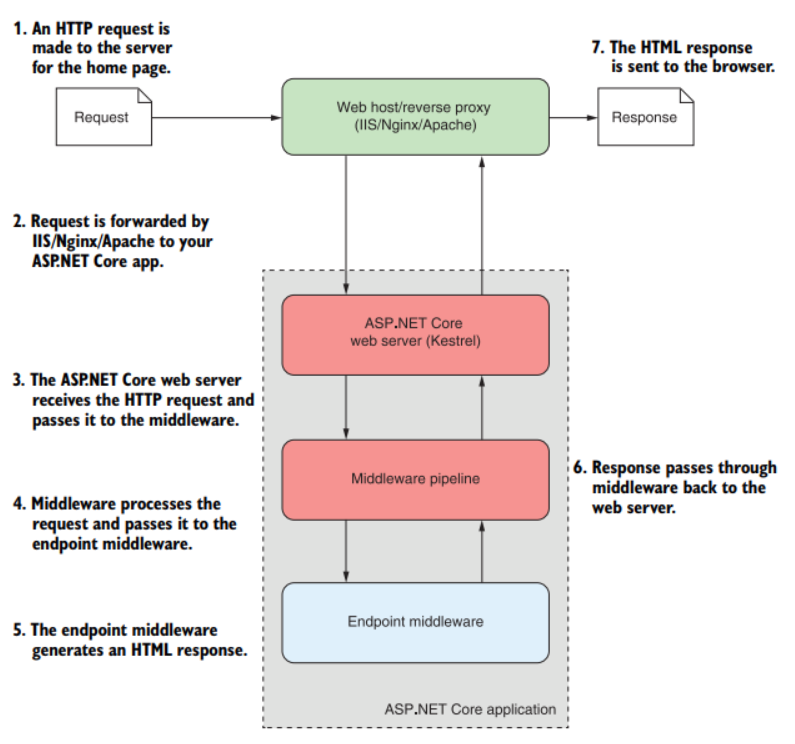 1. An HTTP request is
made to the server
for the home page.
7. The HTML response
is sent to the browser.
Request
Web host/reverse proxy
(IIS/Nginx/Apache)
Response
2. Request is forwarded by
IIS/Nginx/Apache to your
ASP.NET Core app.
ASP.NET Core
web server (Kestrel)
3. The ASP.NET Core web server
receives the HTTP request and
passes it to the middleware.
Middleware pipeline
6. Response passes through
middleware back to the
web server.
4. Middleware processes the
request and passes it to the
endpoint middleware.
Endpoint middleware
5. The endpoint middleware
generates an HTML response.
ASP.NET Core application